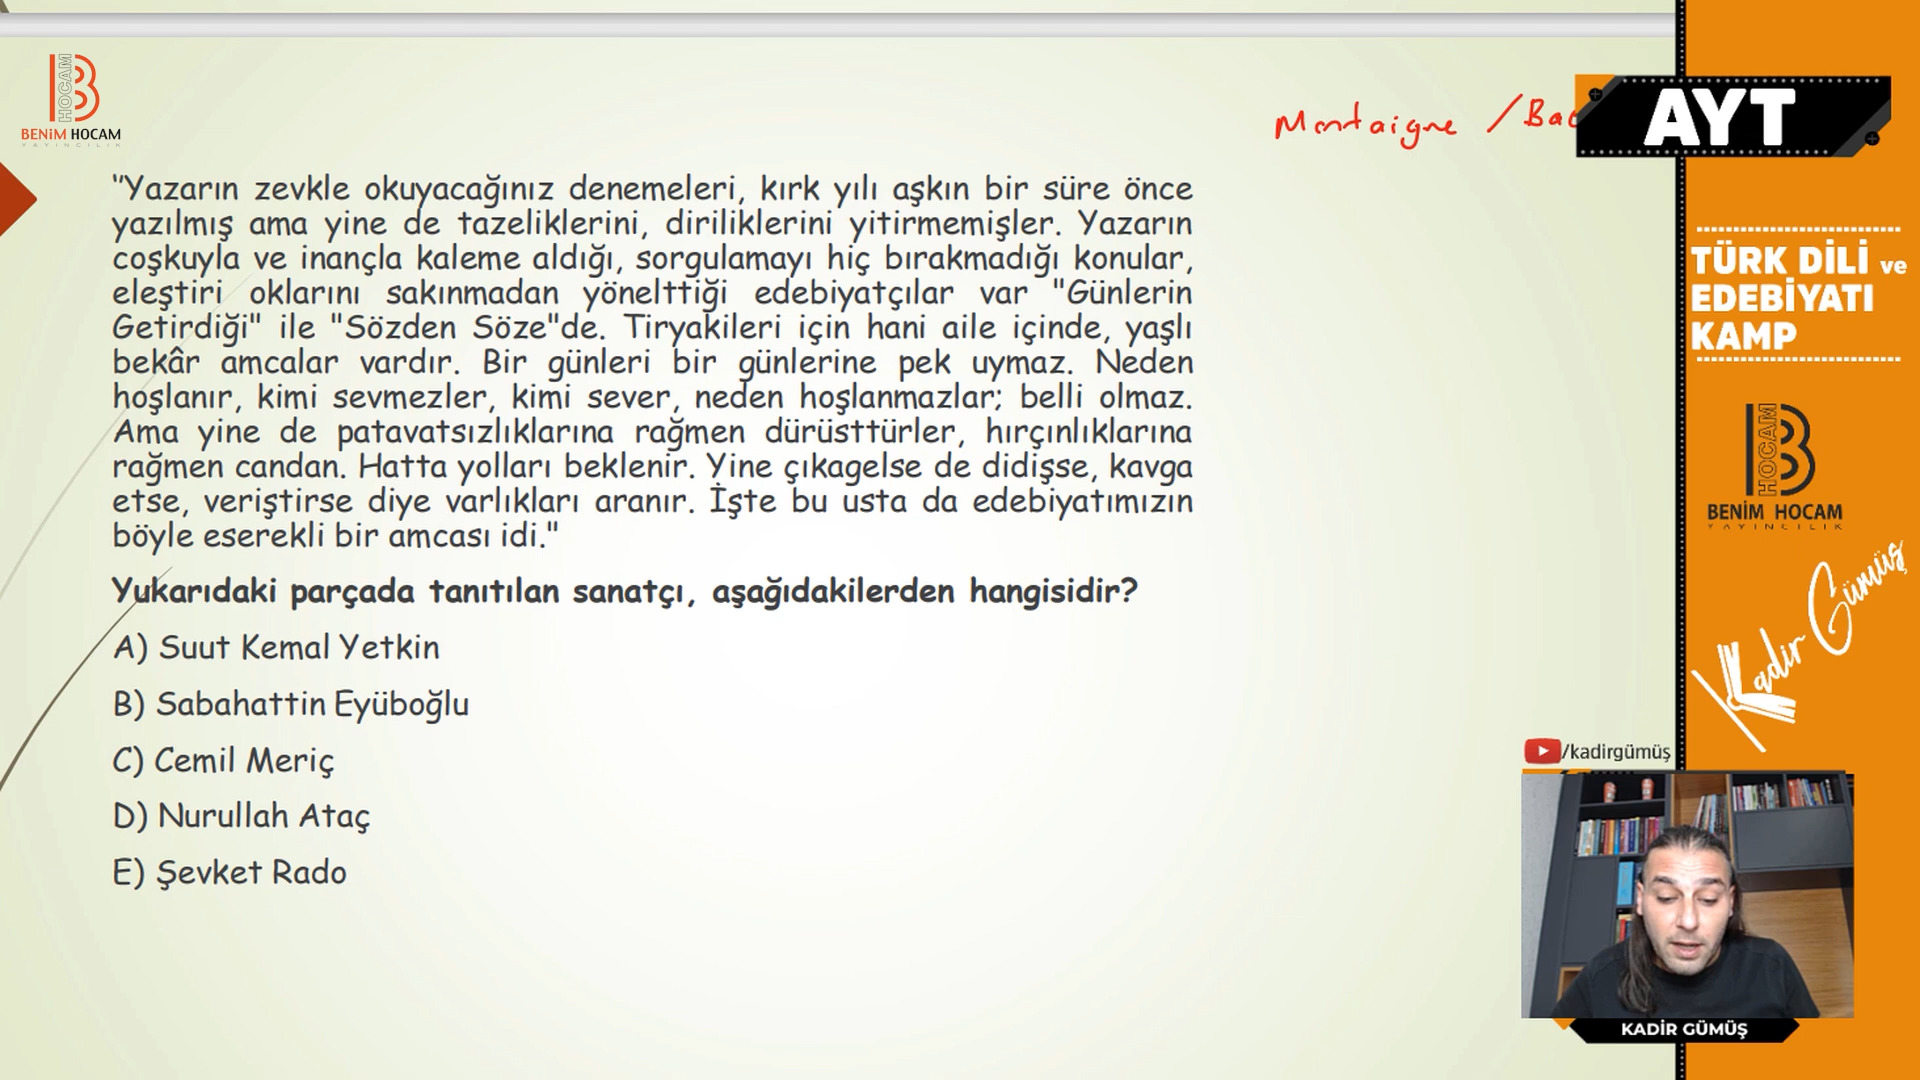 HOCAM
BENİM HOCAM
YAYINCILIK
Montaigne /
AYT
"Yazarın zevkle okuyacağınız denemeleri, kırk yılı aşkın bir süre önce
yazılmış ama yine de tazeliklerini, diriliklerini yitirmemişler. Yazarın
coşkuyla ve inançla kaleme aldığı, sorgulamayı hiç bırakmadığı konular,
eleştiri oklarını sakınmadan yönelttiği edebiyatçılar var "Günlerin
Getirdiği" ile "Sözden Söze"de. Tiryakileri için hani aile içinde, yaşlı
bekâr amcalar vardır. Bir günleri bir günlerine pek uymaz. Neden
hoşlanır, kimi sevmezler, kimi sever, neden hoşlanmazlar; belli olmaz.
Ama yine de patavatsızlıklarına rağmen dürüsttürler, hırçınlıklarına
rağmen candan. Hatta yolları beklenir. Yine çıkagelse de didişse, kavga
etse, veriştirse diye varlıkları aranır. İşte bu usta da edebiyatımızın
böyle eserekli bir amcası idi."
Yukarıdaki parçada tanıtılan sanatçı, aşağıdakilerden hangisidir?
A) Suut Kemal Yetkin
B) Sabahattin Eyüboğlu
C) Cemil Meriç
D) Nurullah Ataç
E) Şevket Rado
TÜRK DİLİ ve
EDEBİYATI
KAMP
HOCAM
BENİM HOCAM
YAYINCILIK
Kadir Gümüş
/kadirgümüş
KADİR GÜMÜŞ